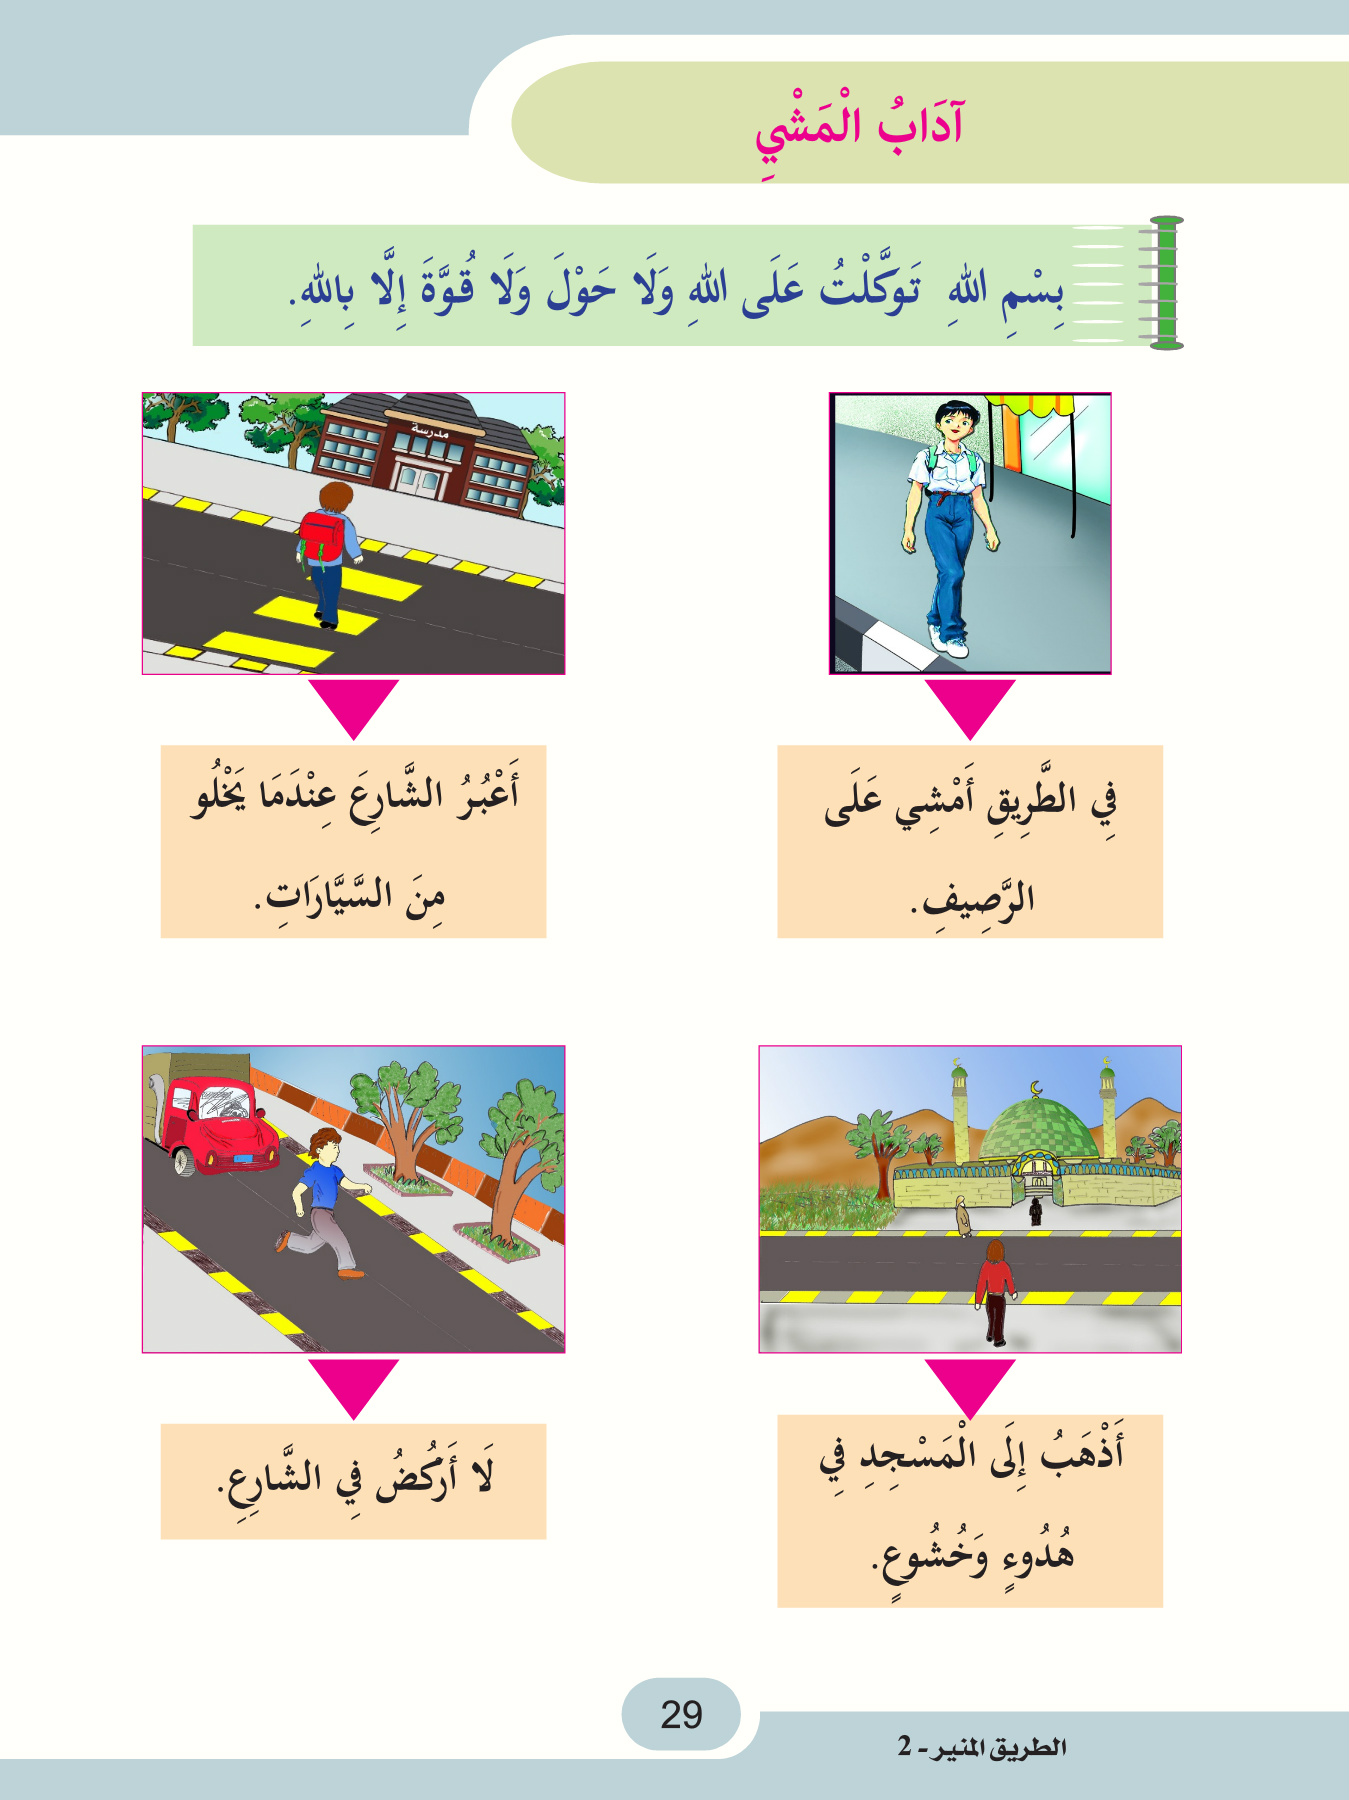 آدَابُ الْمَشْيِ
بِسْمِ اللهِ تَوَكَّلْتُ عَلَى اللهِ وَلَا حَوْلَ وَلَا قُوَّةَ إِلَّا بِاللهِ.
مدرسة
فِي الطَّرِيقِ أَمْشِي عَلَى
الرَّصِيفِ.
أَعْبُرُ الشَّارِعَ عِنْدَمَا يَخْلُو
مِنَ السَّيَّارَاتِ.
أَذْهَبُ إِلَى الْمَسْجِدِ فِي
هُدُوءٍ وَخُشُوعٍ.
لَا أَرْكُضُ فِي الشَّارِعِ.
29
الطريق المنير - 2